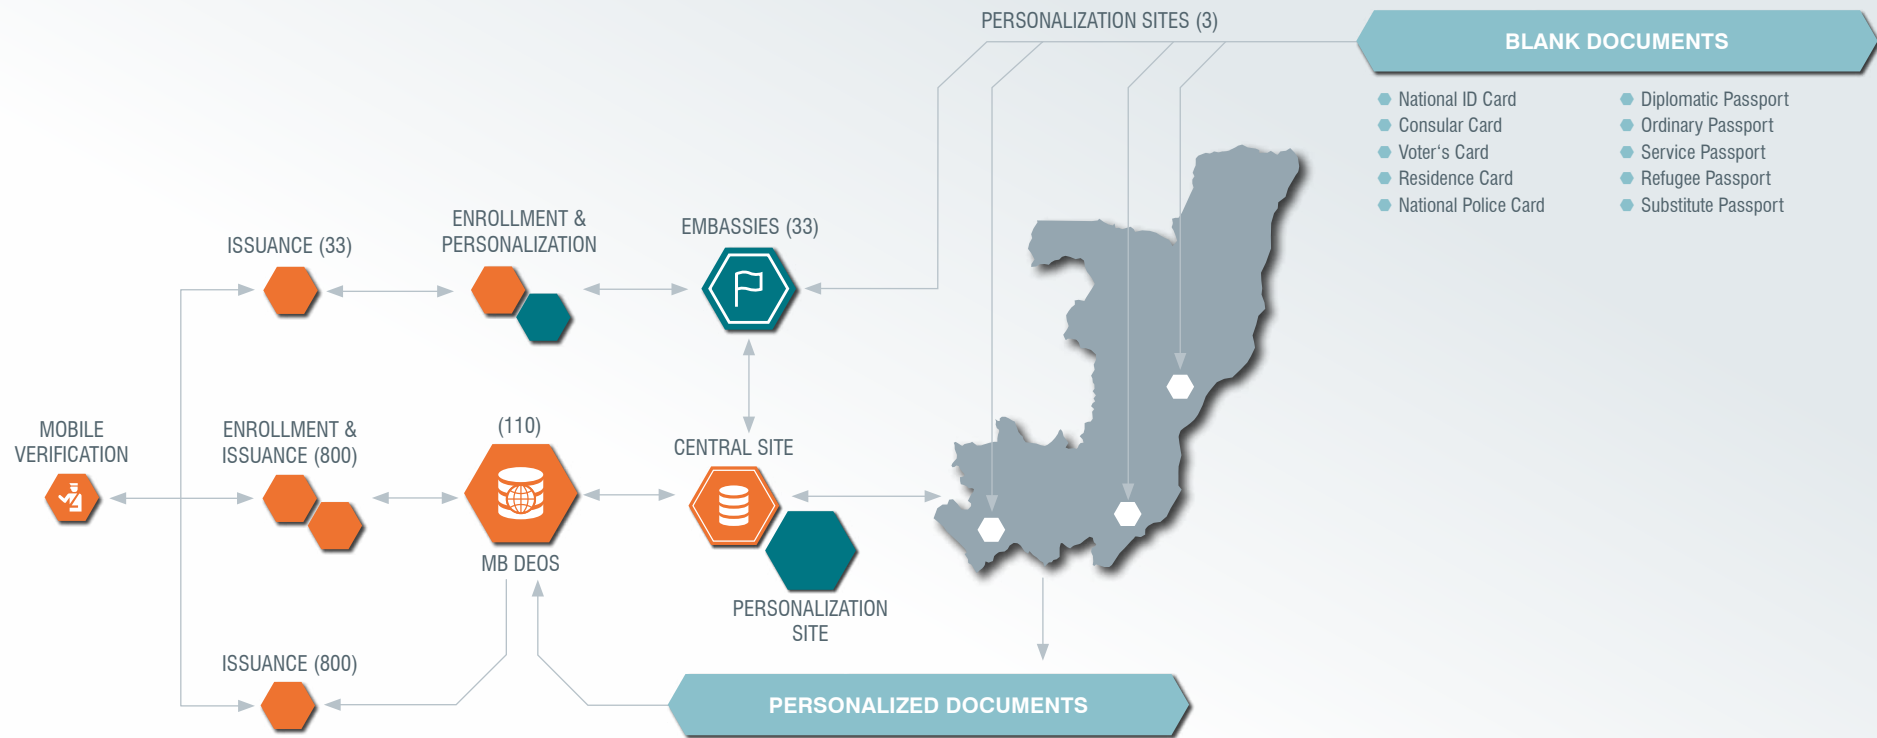 PERSONALIZATION SITES (3)
BLANK DOCUMENTS
National ID Card
Consular Card
Voter‘s Card
Residence Card
National Police Card
Diplomatic Passport
Ordinary Passport
Service Passport
Refugee Passport
Substitute Passport
ISSUANCE (33)
ENROLLMENT &
PERSONALIZATION
EMBASSIES (33)
MOBILE
VERIFICATION
ENROLLMENT &
ISSUANCE (800)
(110)
MB DEOS
CENTRAL SITE
PERSONALIZATION
SITE
ISSUANCE (800)
PERSONALIZED DOCUMENTS